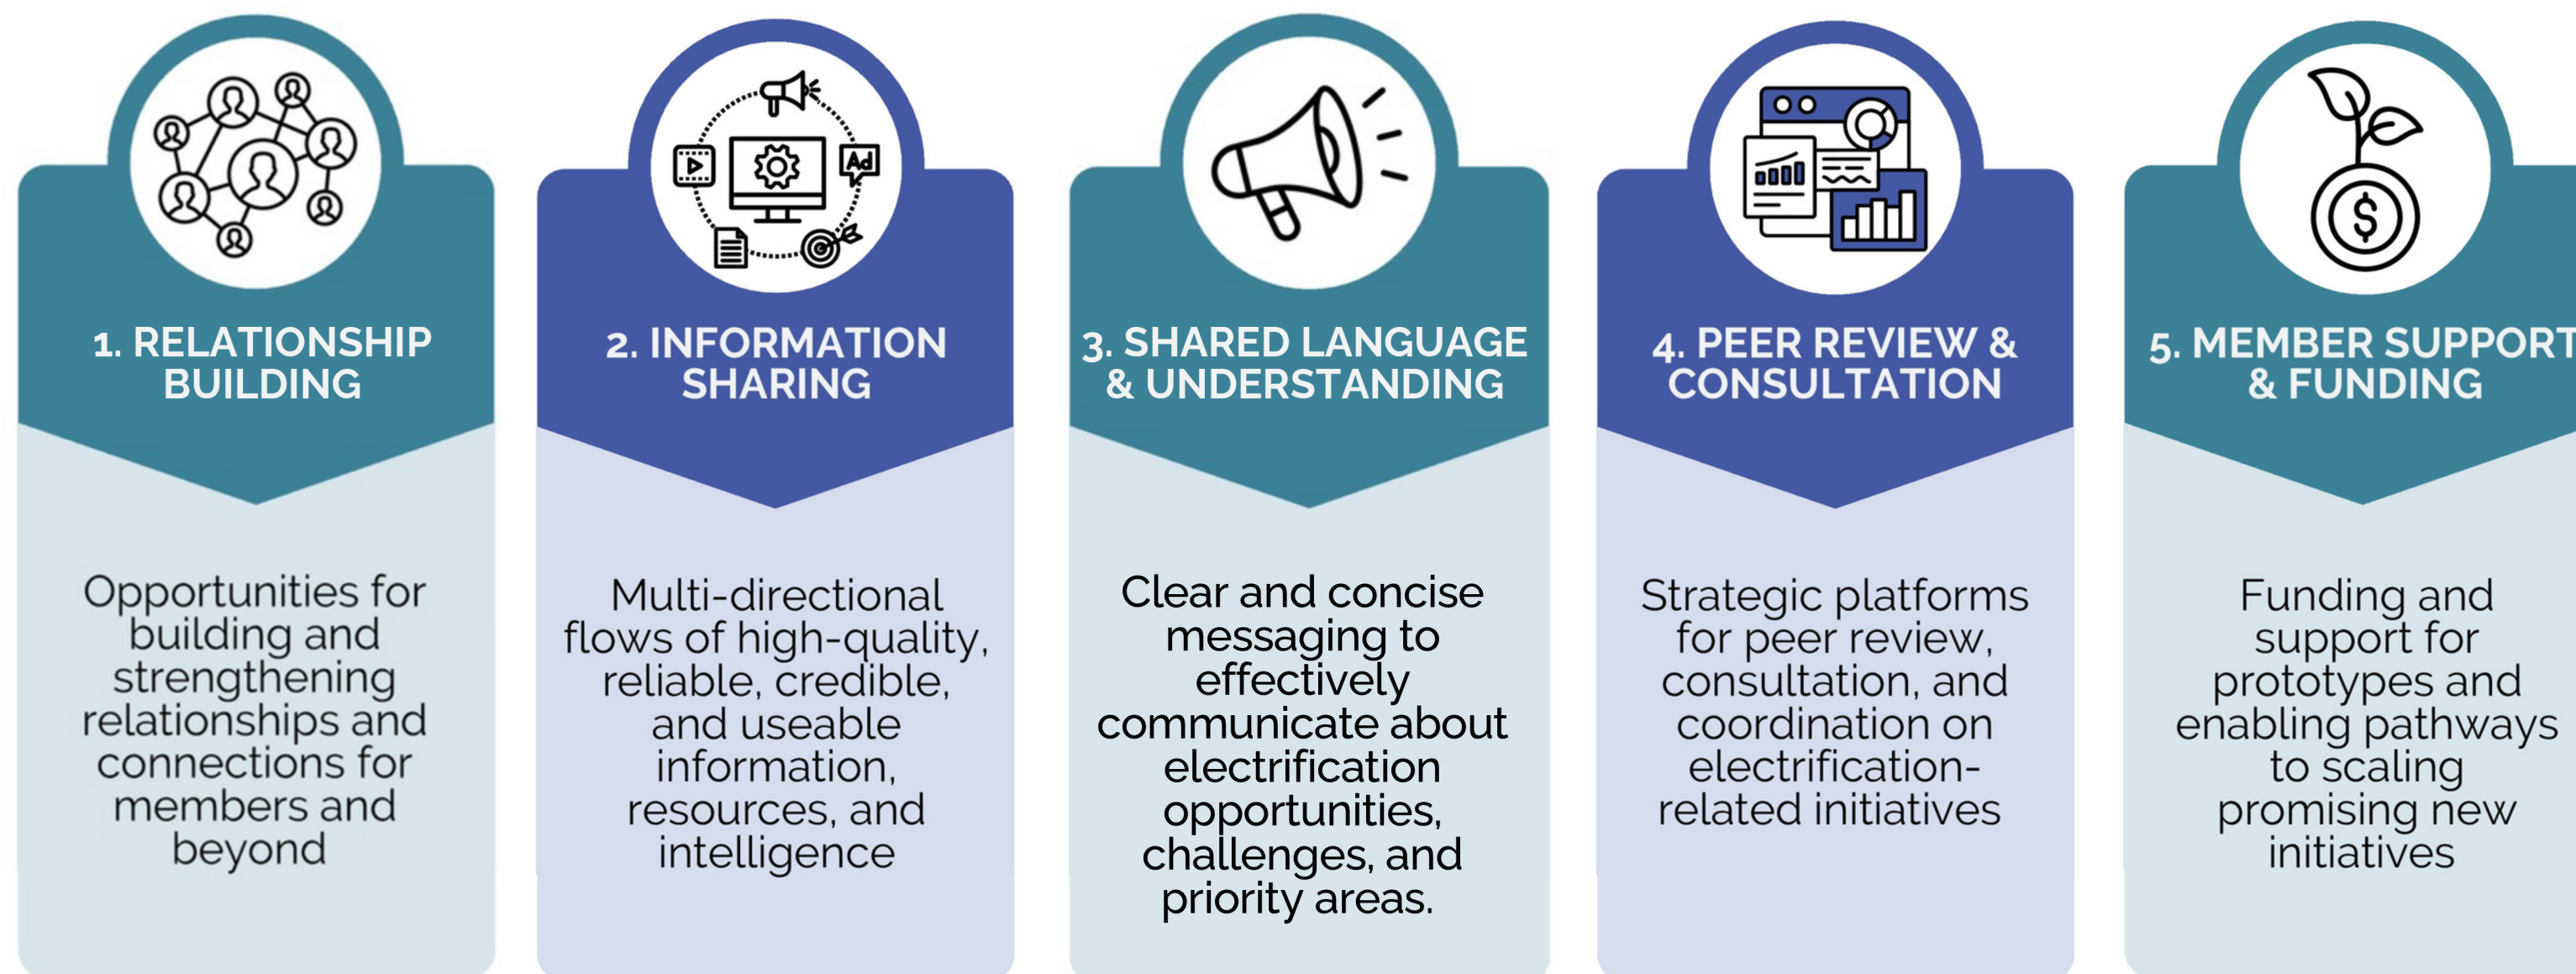 Ad
$
1. RELATIONSHIP
BUILDING
Opportunities for
building and
strengthening
relationships and
connections for
members and
beyond
2. INFORMATION
SHARING
Multi-directional
flows of high-quality,
reliable, credible,
and useable
information,
resources, and
intelligence
3. SHARED LANGUAGE
& UNDERSTANDING
Clear and concise
messaging to
effectively
communicate about
electrification
opportunities,
challenges, and
priority areas.
4. PEER REVIEW &
CONSULTATION
Strategic platforms
for peer review,
consultation, and
coordination on
electrification-
related initiatives
5. MEMBER SUPPORT
& FUNDING
Funding and
support for
prototypes and
enabling pathways
to scaling
promising new
initiatives